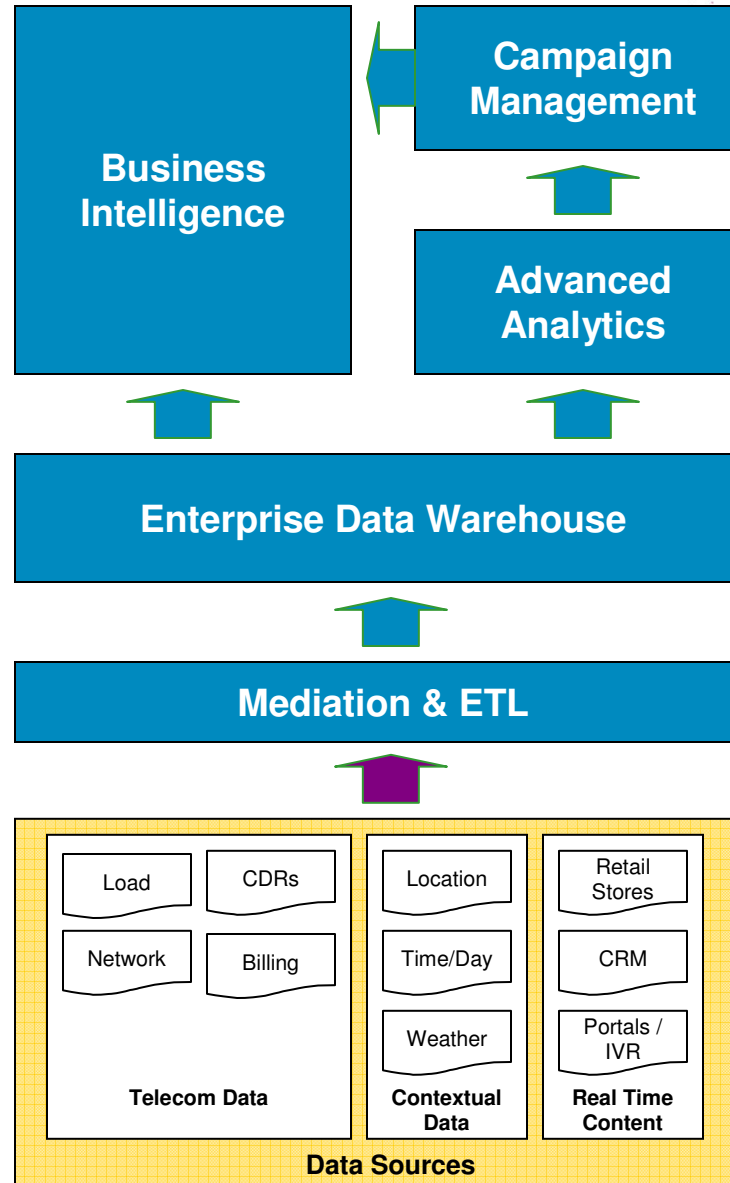 Campaign
Management
Business
Intelligence
Advanced
Analytics
Enterprise Data Warehouse
Mediation & ETL
Load
CDRs
Network
Billing
Telecom Data
Location
Time/Day
Weather
Contextual
Data
Retail
Stores
CRM
Portals /
IVR
Real Time
Content
Data Sources